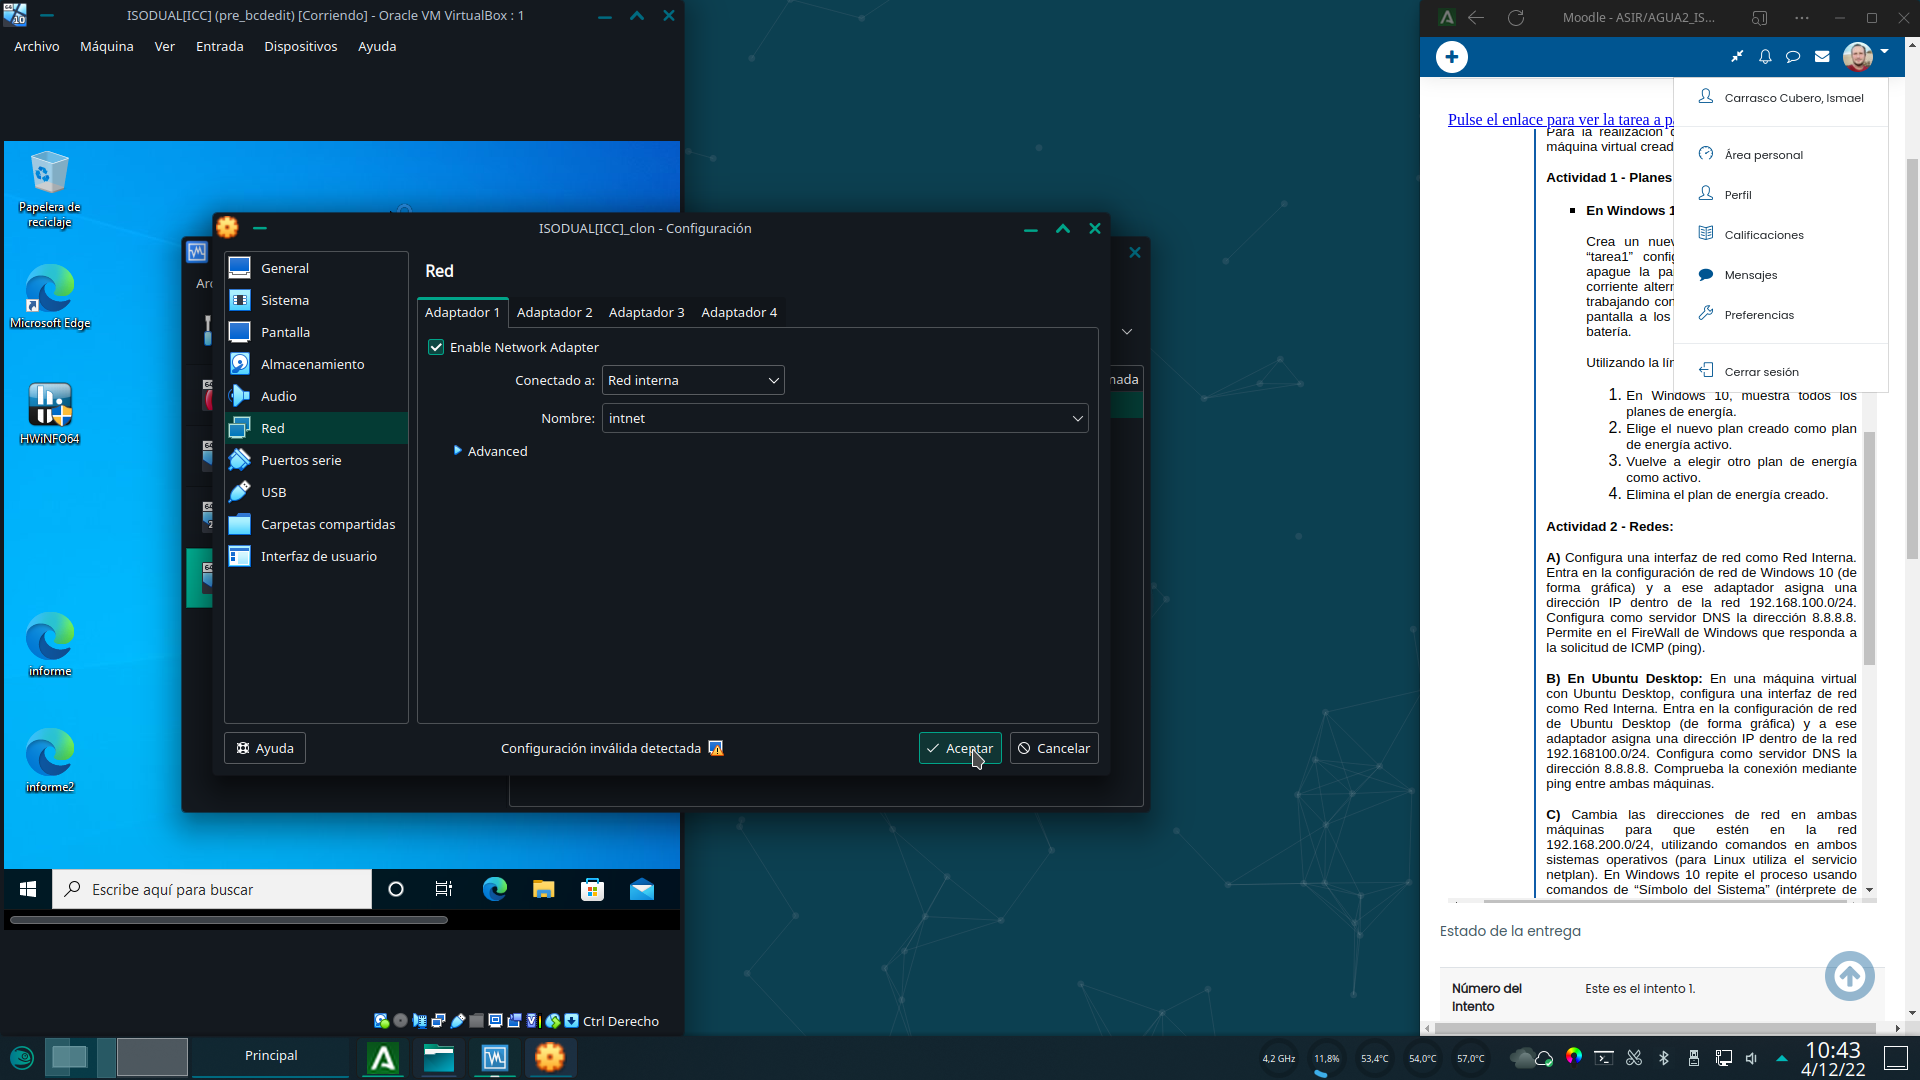 ISODUAL[ICC] (pre_bcdedit) [Corriendo] - Oracle VM VirtualBox : 1
Archivo Máquina Ver Entrada Dispositivos Ayuda
Papelera de
reciclaje
Microsoft Edge
HWiNFO64
informe
informe2
Escribe aquí para buscar
Ctrl Derecho
ISODUAL[ICC]_clon - Configuración
General
Sistema
Pantalla
Almacenamiento
Audio
Red
Puertos serie
USB
Carpetas compartidas
Interfaz de usuario
Red
Adaptador 1 Adaptador 2 Adaptador 3 Adaptador 4
Enable Network Adapter
Conectado a: Red interna
Nombre: intnet
Advanced
Ayuda
Configuración inválida detectada
Aceptar
Cancelar
Moodle - ASIR/AGUA2_IS...
Carrasco Cubero, Ismael
Área personal
Perfil
Calificaciones
Mensajes
Preferencias
Cerrar sesión
Pulse el enlace para ver la tarea a
Para la realización
máquina virtual
Actividad 1 - Planes
En Windows
Crea un
“tarea1”
apague la
corriente
trabajando
pantalla a los
batería.
Utilizando la
1. En Windows 10, muestra todos los
planes de energía.
2. Elige el nuevo plan creado como plan
de energía activo.
3. Vuelve a elegir otro plan de energía
como activo.
4. Elimina el plan de energía creado.
Actividad 2 - Redes:
A) Configura una interfaz de red como Red Interna.
Entra en la configuración de red de Windows 10 (de
forma gráfica) y a ese adaptador asigna una
dirección IP dentro de la red 192.168.100.0/24.
Configura como servidor DNS la dirección 8.8.8.8.
Permite en el FireWall de Windows que responda a
la solicitud de ICMP (ping).
B) En Ubuntu Desktop: En una máquina virtual
con Ubuntu Desktop, configura una interfaz de red
como Red Interna. Entra en la configuración de red
de Ubuntu Desktop (de forma gráfica) y a ese
adaptador asigna una dirección IP dentro de la red
192.168100.0/24. Configura como servidor DNS la
dirección 8.8.8.8. Comprueba la conexión mediante
ping entre ambas máquinas.
C) Cambia las direcciones de red en ambas
máquinas para que estén en la red
192.168.200.0/24, utilizando comandos en ambos
sistemas operativos (para Linux utiliza el servicio
netplan). En Windows 10 repite el proceso usando
comandos de “Símbolo del Sistema” (intérprete de
Estado de la entrega
Número del
intento
Este es el intento 1.
Principal
4,2 GHz
11,8%
53,4°C
54,0°C
57,0°C
10:43
4/12/22